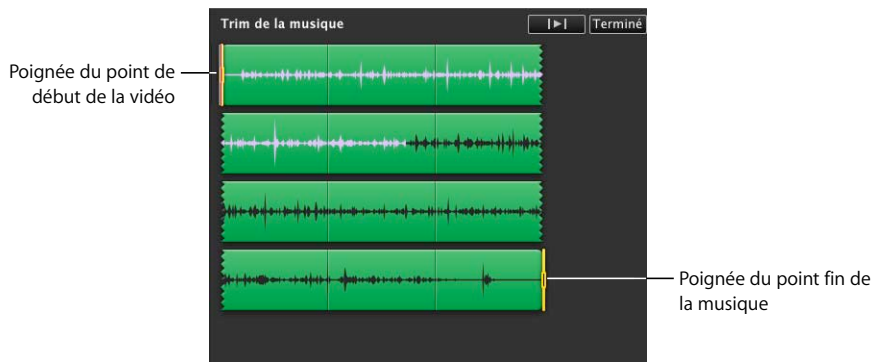 Trim de la musique
Terminé
Poignée du point de
début de la vidéo
Poignée du point fin de
la musique